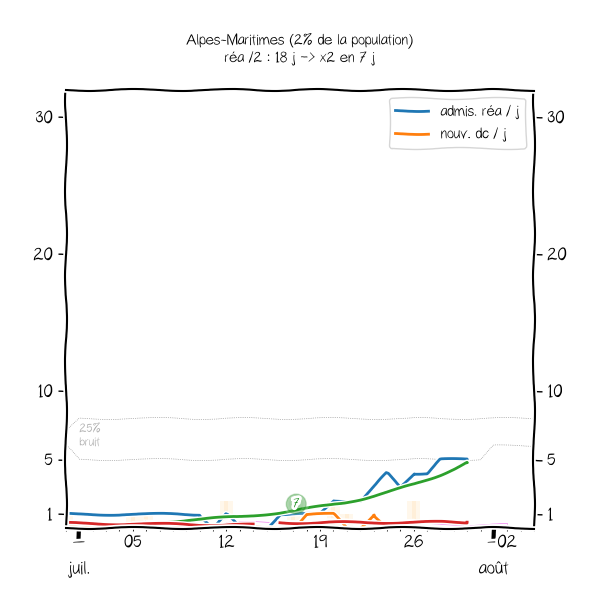 Alpes-Maritimes (2% de la population)
réa /2 : 18 j -> x2 en 7 j
admis. réa / j
nouv. dc / j
30
30
20
20
10
10
25%
bruit
5
5
7
1
1
05
12
19
26
02
juil.
août